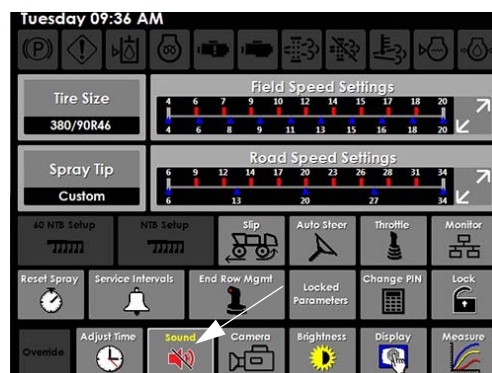 Tuesday 09:36 AM
Tire Size
380/90R46
Field Speed Settings
4 6 7 9 10 12 14 15 17 18 20
4 6 8 9 11 13 15 16 18 20
Spray Tip
Custom
Road Speed Settings
6 9 12 14 17 20 23 26 28 31 34
6 13 20 27 34
60 NTB Setup
NTB Setup
Slip
Auto Steer
Throttle
Monitor
Reset Spray
Service Intervals
End Row Mgmt
Locked
Parameters
Change PIN
Lock
Override
Adjust Time
Sound
Camera
Brightness
Display
Measure